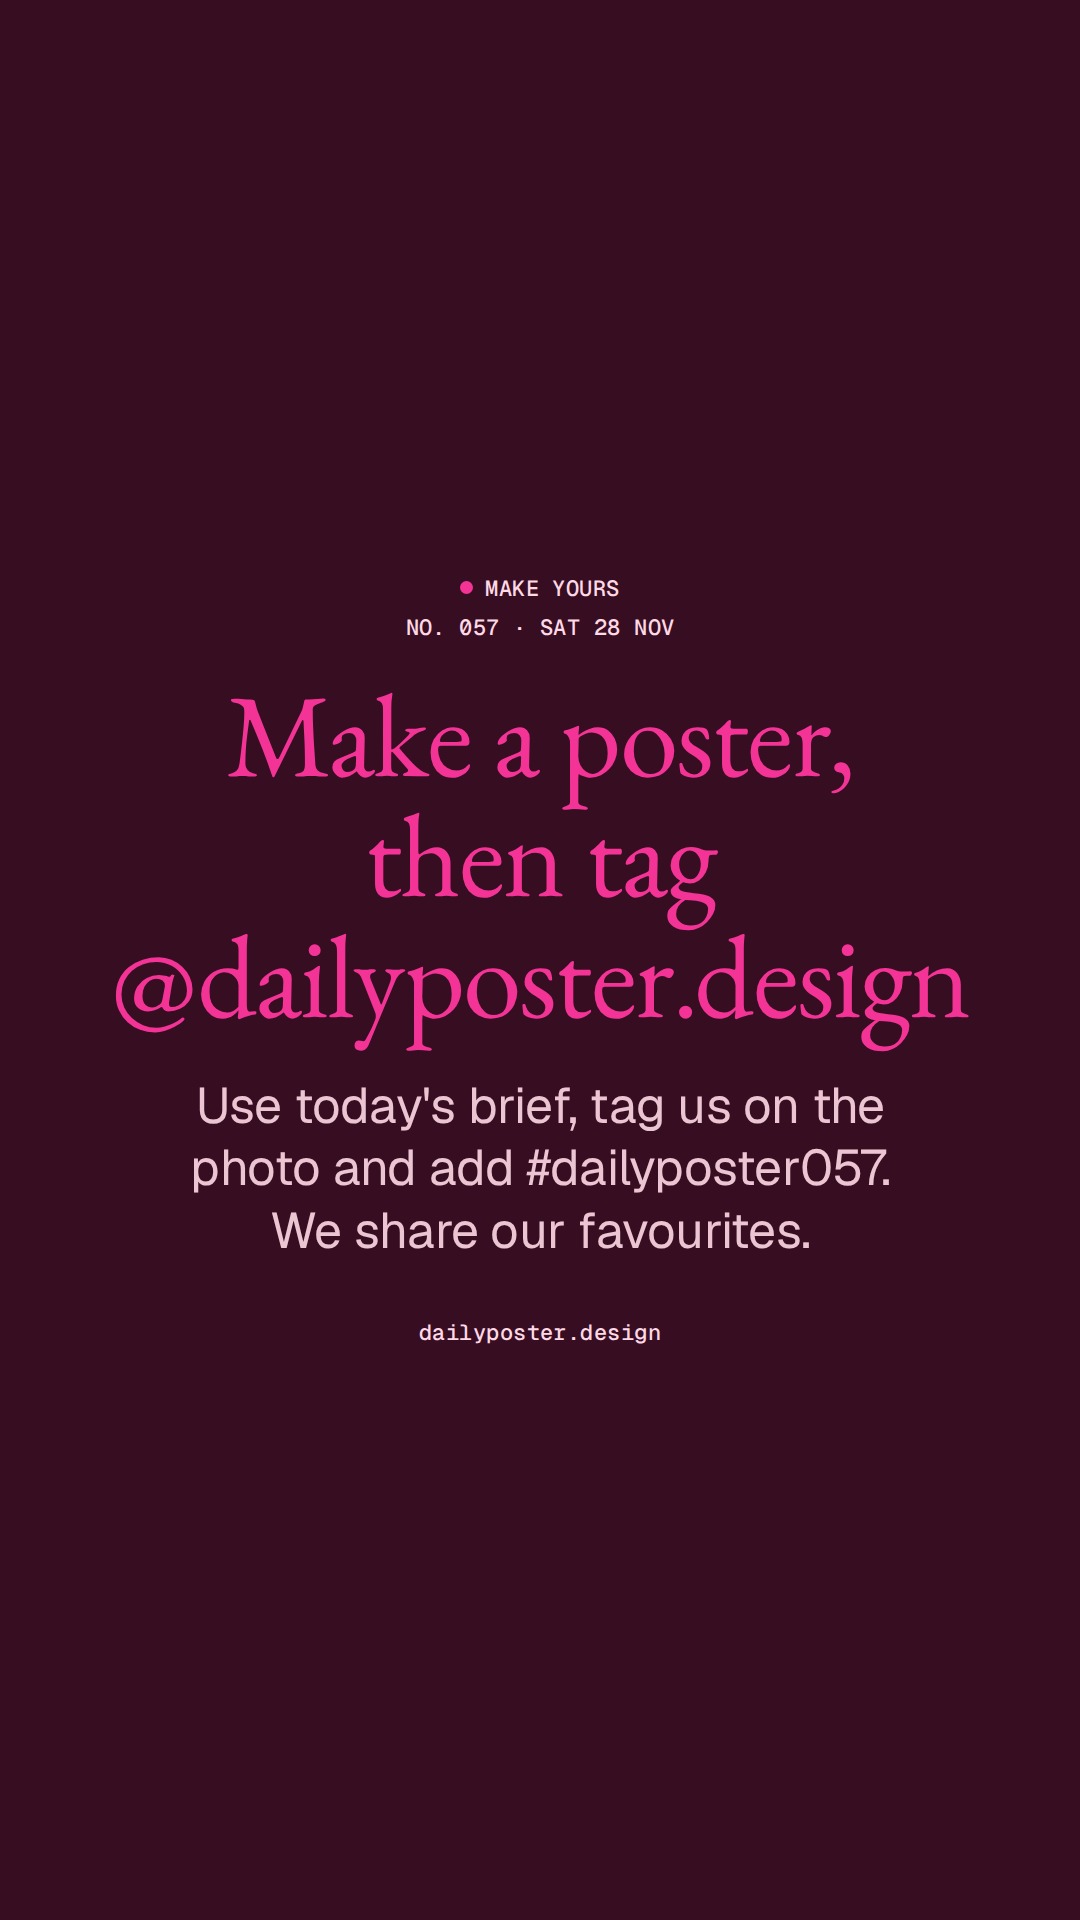 MAKE YOURS
NO. 057 · SAT 28 NOV
Make a poster,
then tag
@dailyposter.design
Use today's brief, tag us on the
photo and add #dailyposter057.
We share our favourites.
dailyposter.design